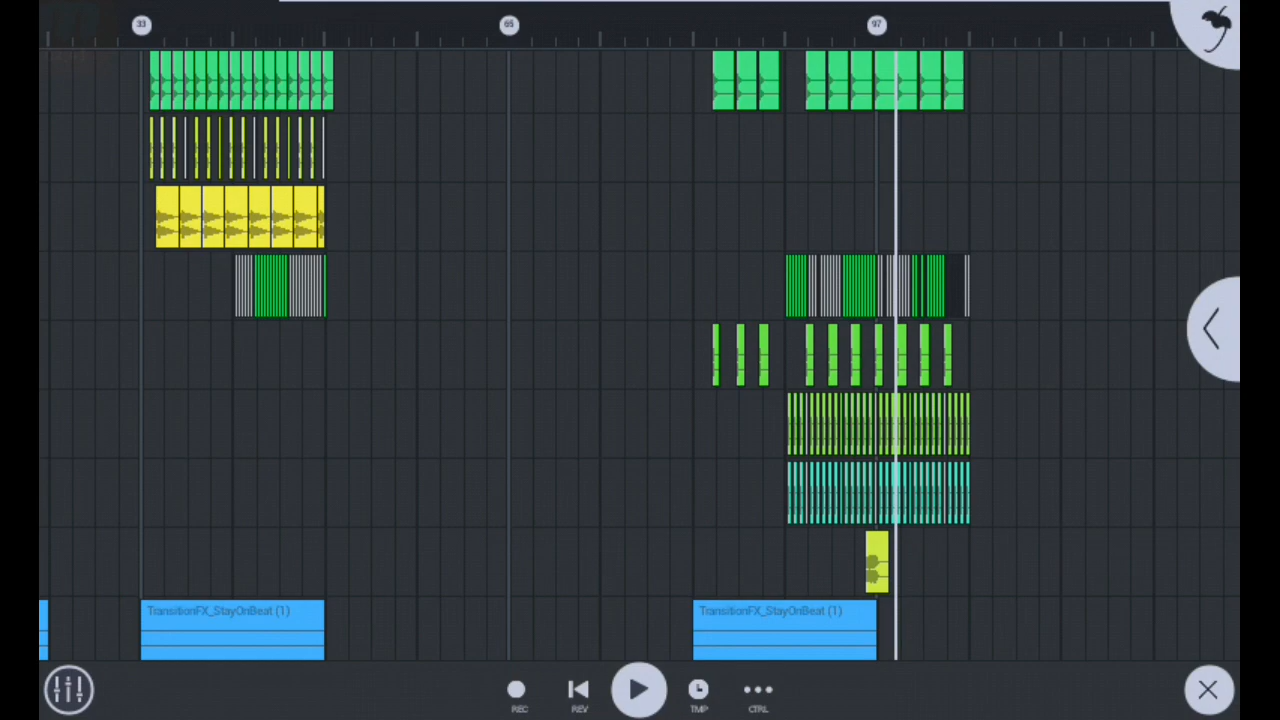 33 65 97
TransitionFX_StayOnBeat (1) TransitionFX_StayOnBeat (1)
REC REV TMP CTRL